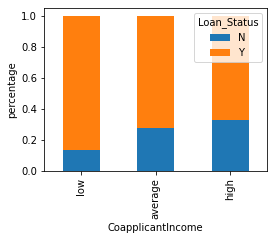 Loan_Status
N
Y
1.0
0.8
0.6
0.4
0.2
0.0
percentage
low
average
high
CoapplicantIncome